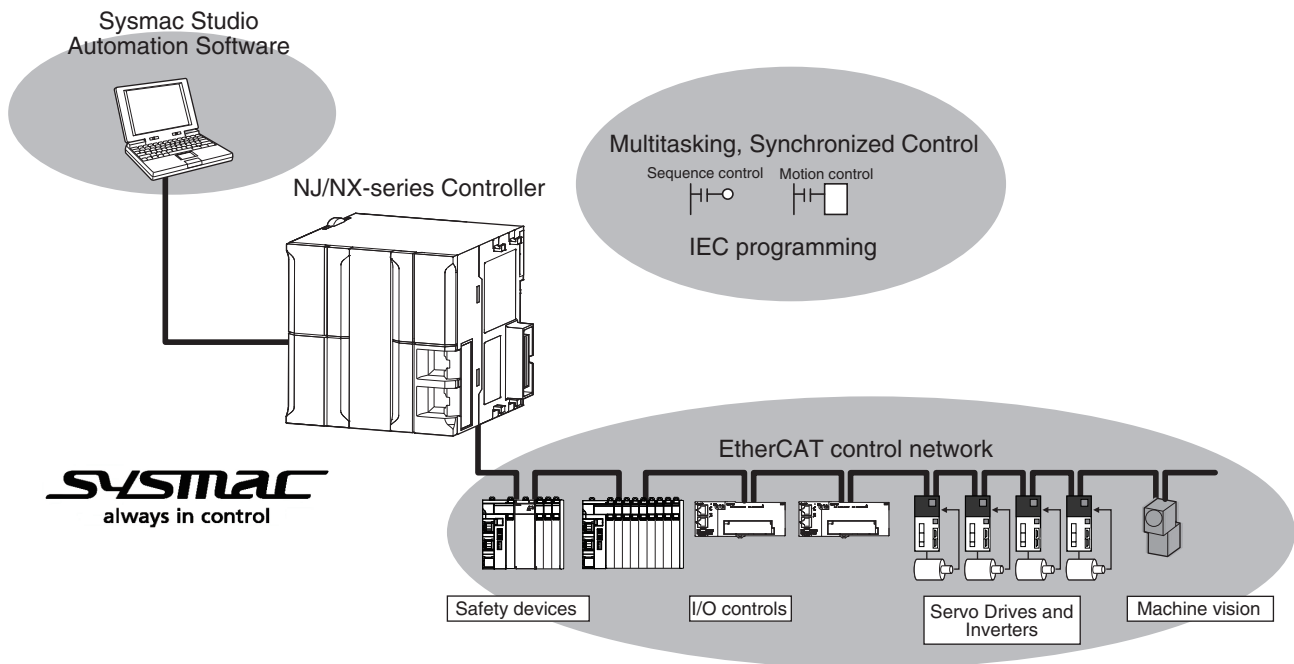 Sysmac Studio
Automation Software
Multitasking, Synchronized Control
Sequence control
Motion control
NJ/NX-series Controller
IEC programming
EtherCAT control network
sysmac
always in control
Safety devices
I/O controls
Servo Drives and
Inverters
Machine vision